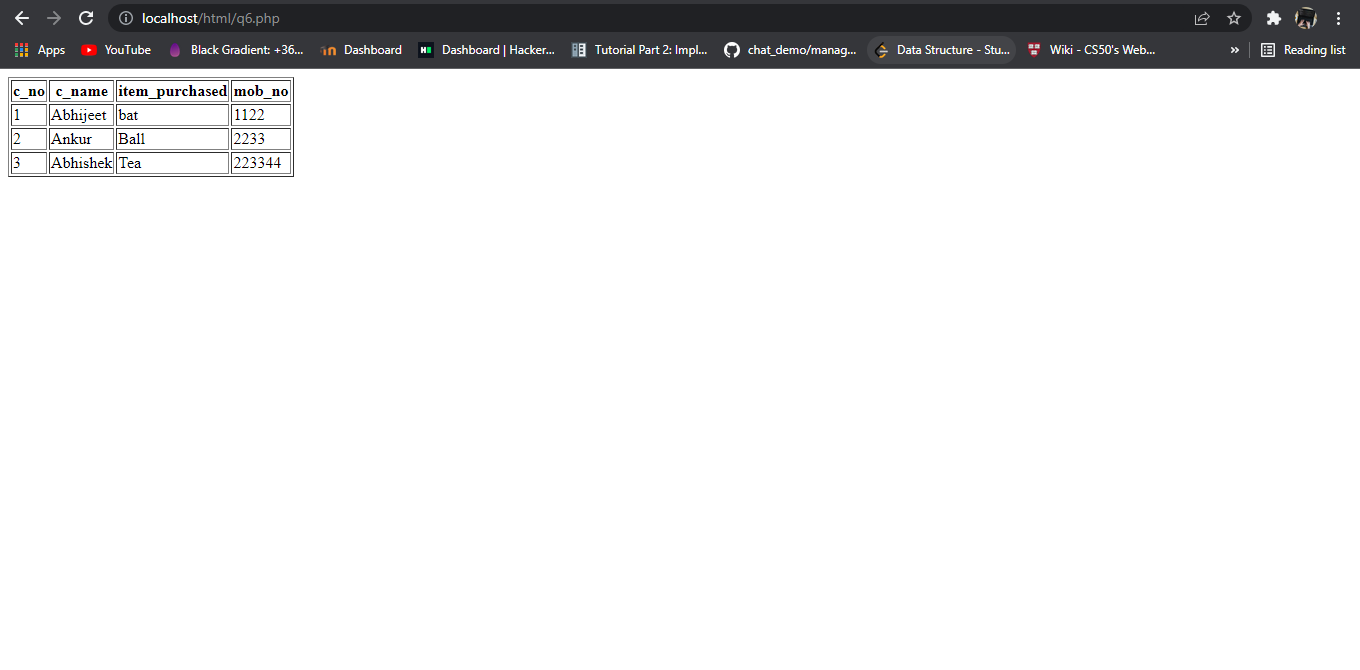 localhost/html/q6.php
Apps YouTube Black Gradient: +36... Dashboard Dashboard | Hacker... Tutorial Part 2: Impl... chat_demo/manag... Data Structure - Stu... Wiki - CS50's Web... » Reading list
c_no c_name item_purchased mob_no
1 Abhijeet bat 1122
2 Ankur Ball 2233
3 Abhishek Tea 223344